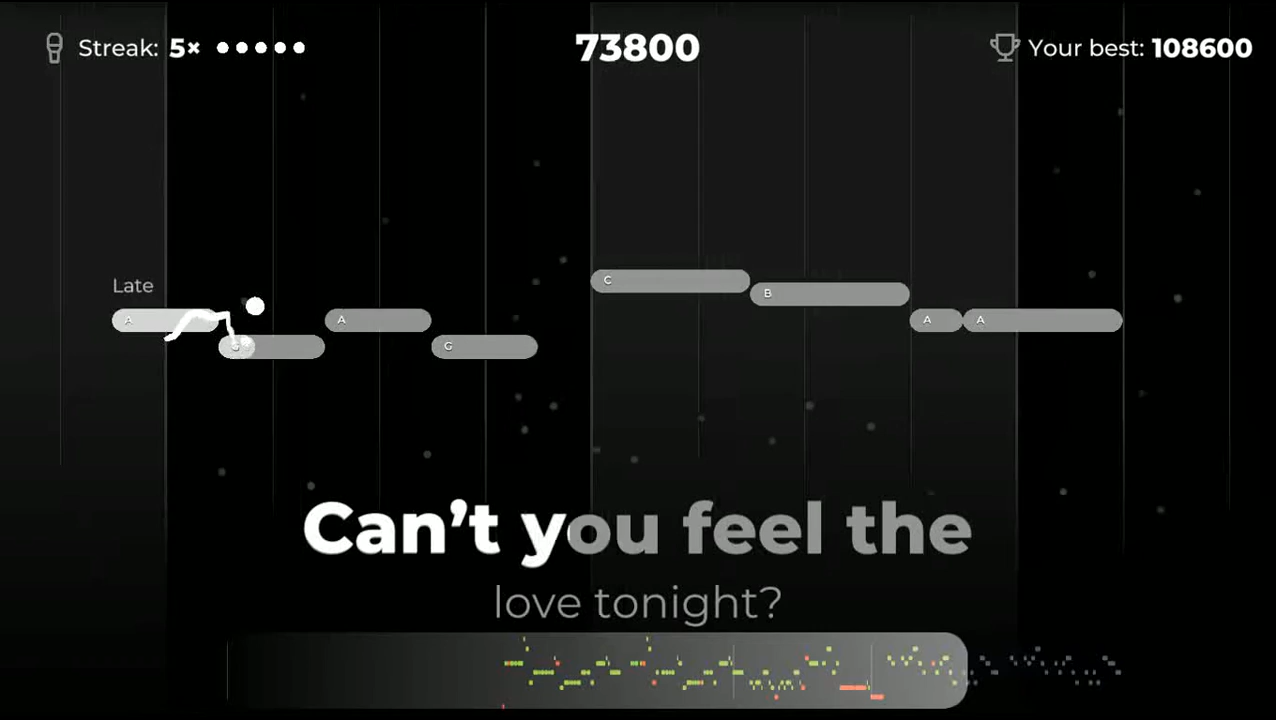 Streak: 5× 73800 Your best: 108600
C
B
Late
A A A A
G G
Can't you feel the
love tonight?